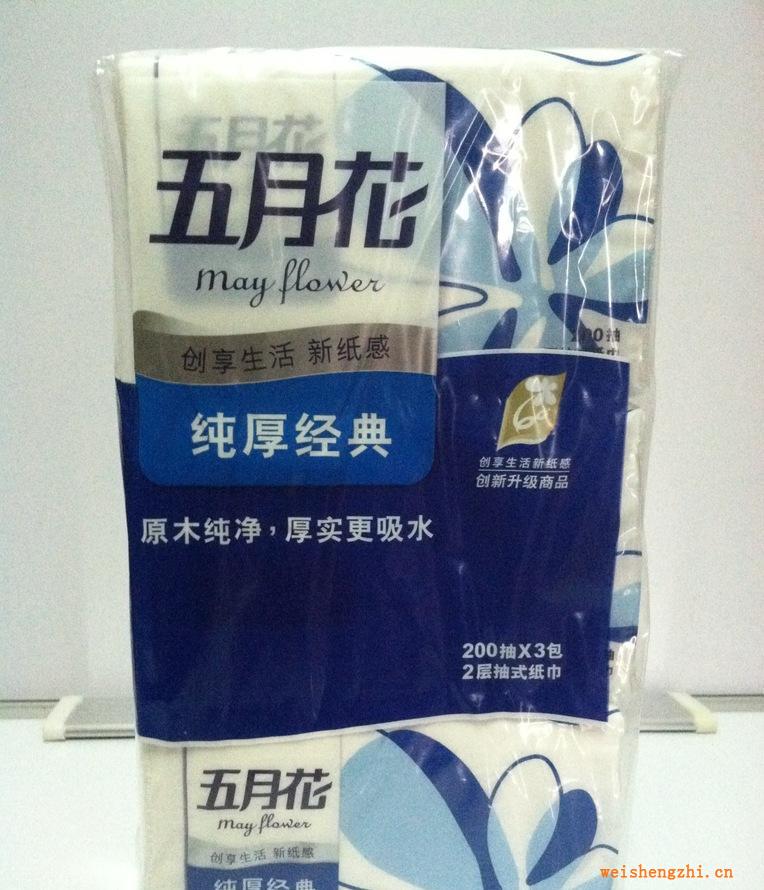 五月花
五月花
may flower
创享生活 新纸感
纯厚经典
原木纯净，厚实更吸水
创享生活新纸感
创新升级商品
200抽X3包
2层抽式纸巾
五月花
may flower
创享生活 新纸感
纯厚经典
weishengzhi.cn